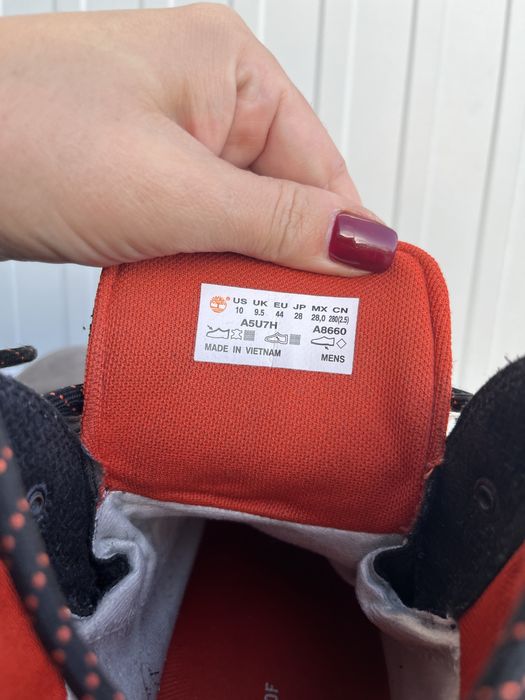 US UK EU JP MX CN
10 9.5 44 28 28,0 280(2.5)
A5U7H A8660
MADE IN VIETNAM MENS
OF